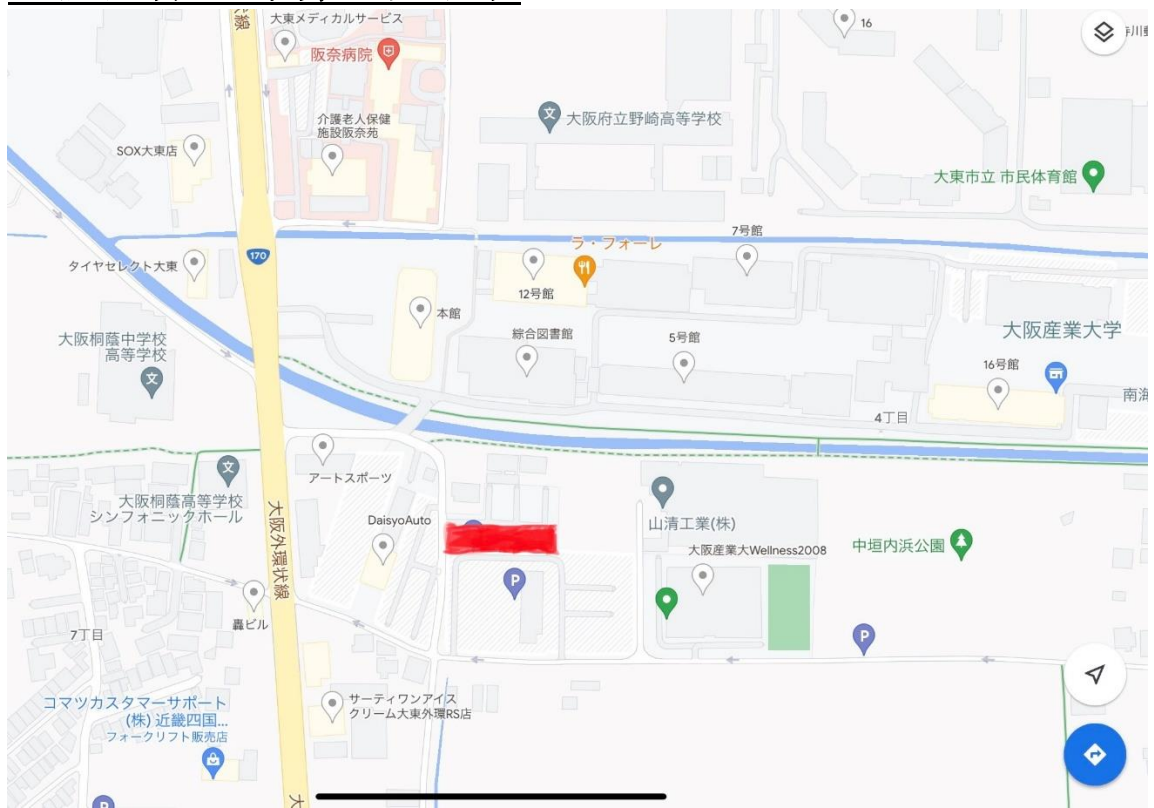 大東メディカルサービス
16
阪奈病院
介護老人保健
施設阪奈苑
文
大阪府立野崎高等学校
SOX大東店
大東市立 市民体育館
170
ラ・フォーレ
7号館
タイヤセレクト大東
12号館
本館
綜合図書館
5号館
大阪産業大学
大阪桐蔭中学校
高等学校
文
16号館
南海
4丁目
文
大阪桐蔭高等学校
シンフォニックホール
アートスポーツ
大阪外環状線
DaisyoAuto
山清工業(株)
大阪産業大Wellness2008
中垣内浜公園
P
轟ビル
7丁目
P
コマツカスタマーサポート
(株) 近畿四国...
フォークリフト販売店
サーティワンアイス
クリーム大東外環RS店
P
大